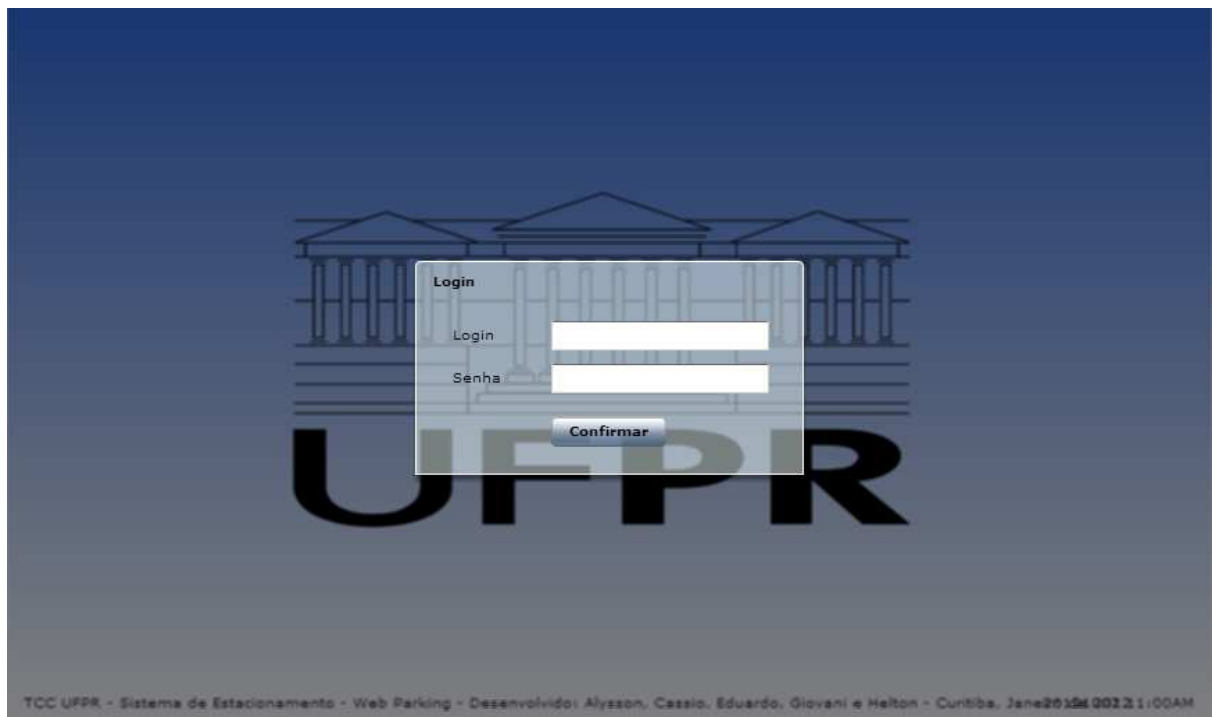 Login
Login
Senha
Confirmar
UFPR
TCC UFPR - Sistema de Estacionamento - Web Parking - Desenvolvido: Alysson, Cassio, Eduardo, Giovani e Helton - Curitiba,